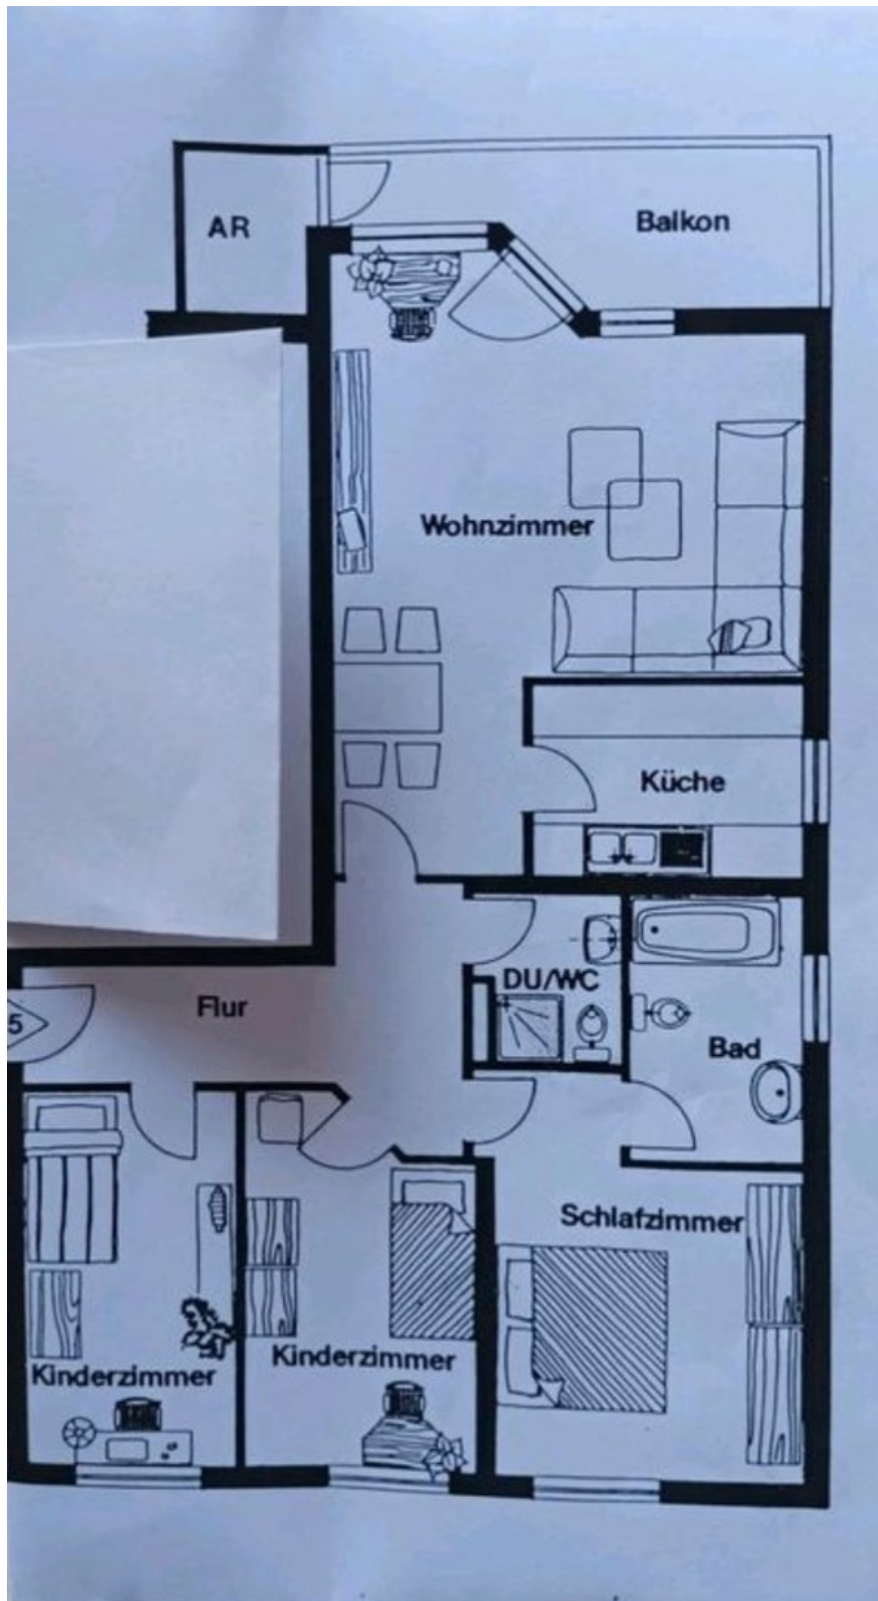 AR
Balkon
Wohnzimmer
Küche
DU/WC
Flur
5
Bad
Schlafzimmer
Kinderzimmer
Kinderzimmer